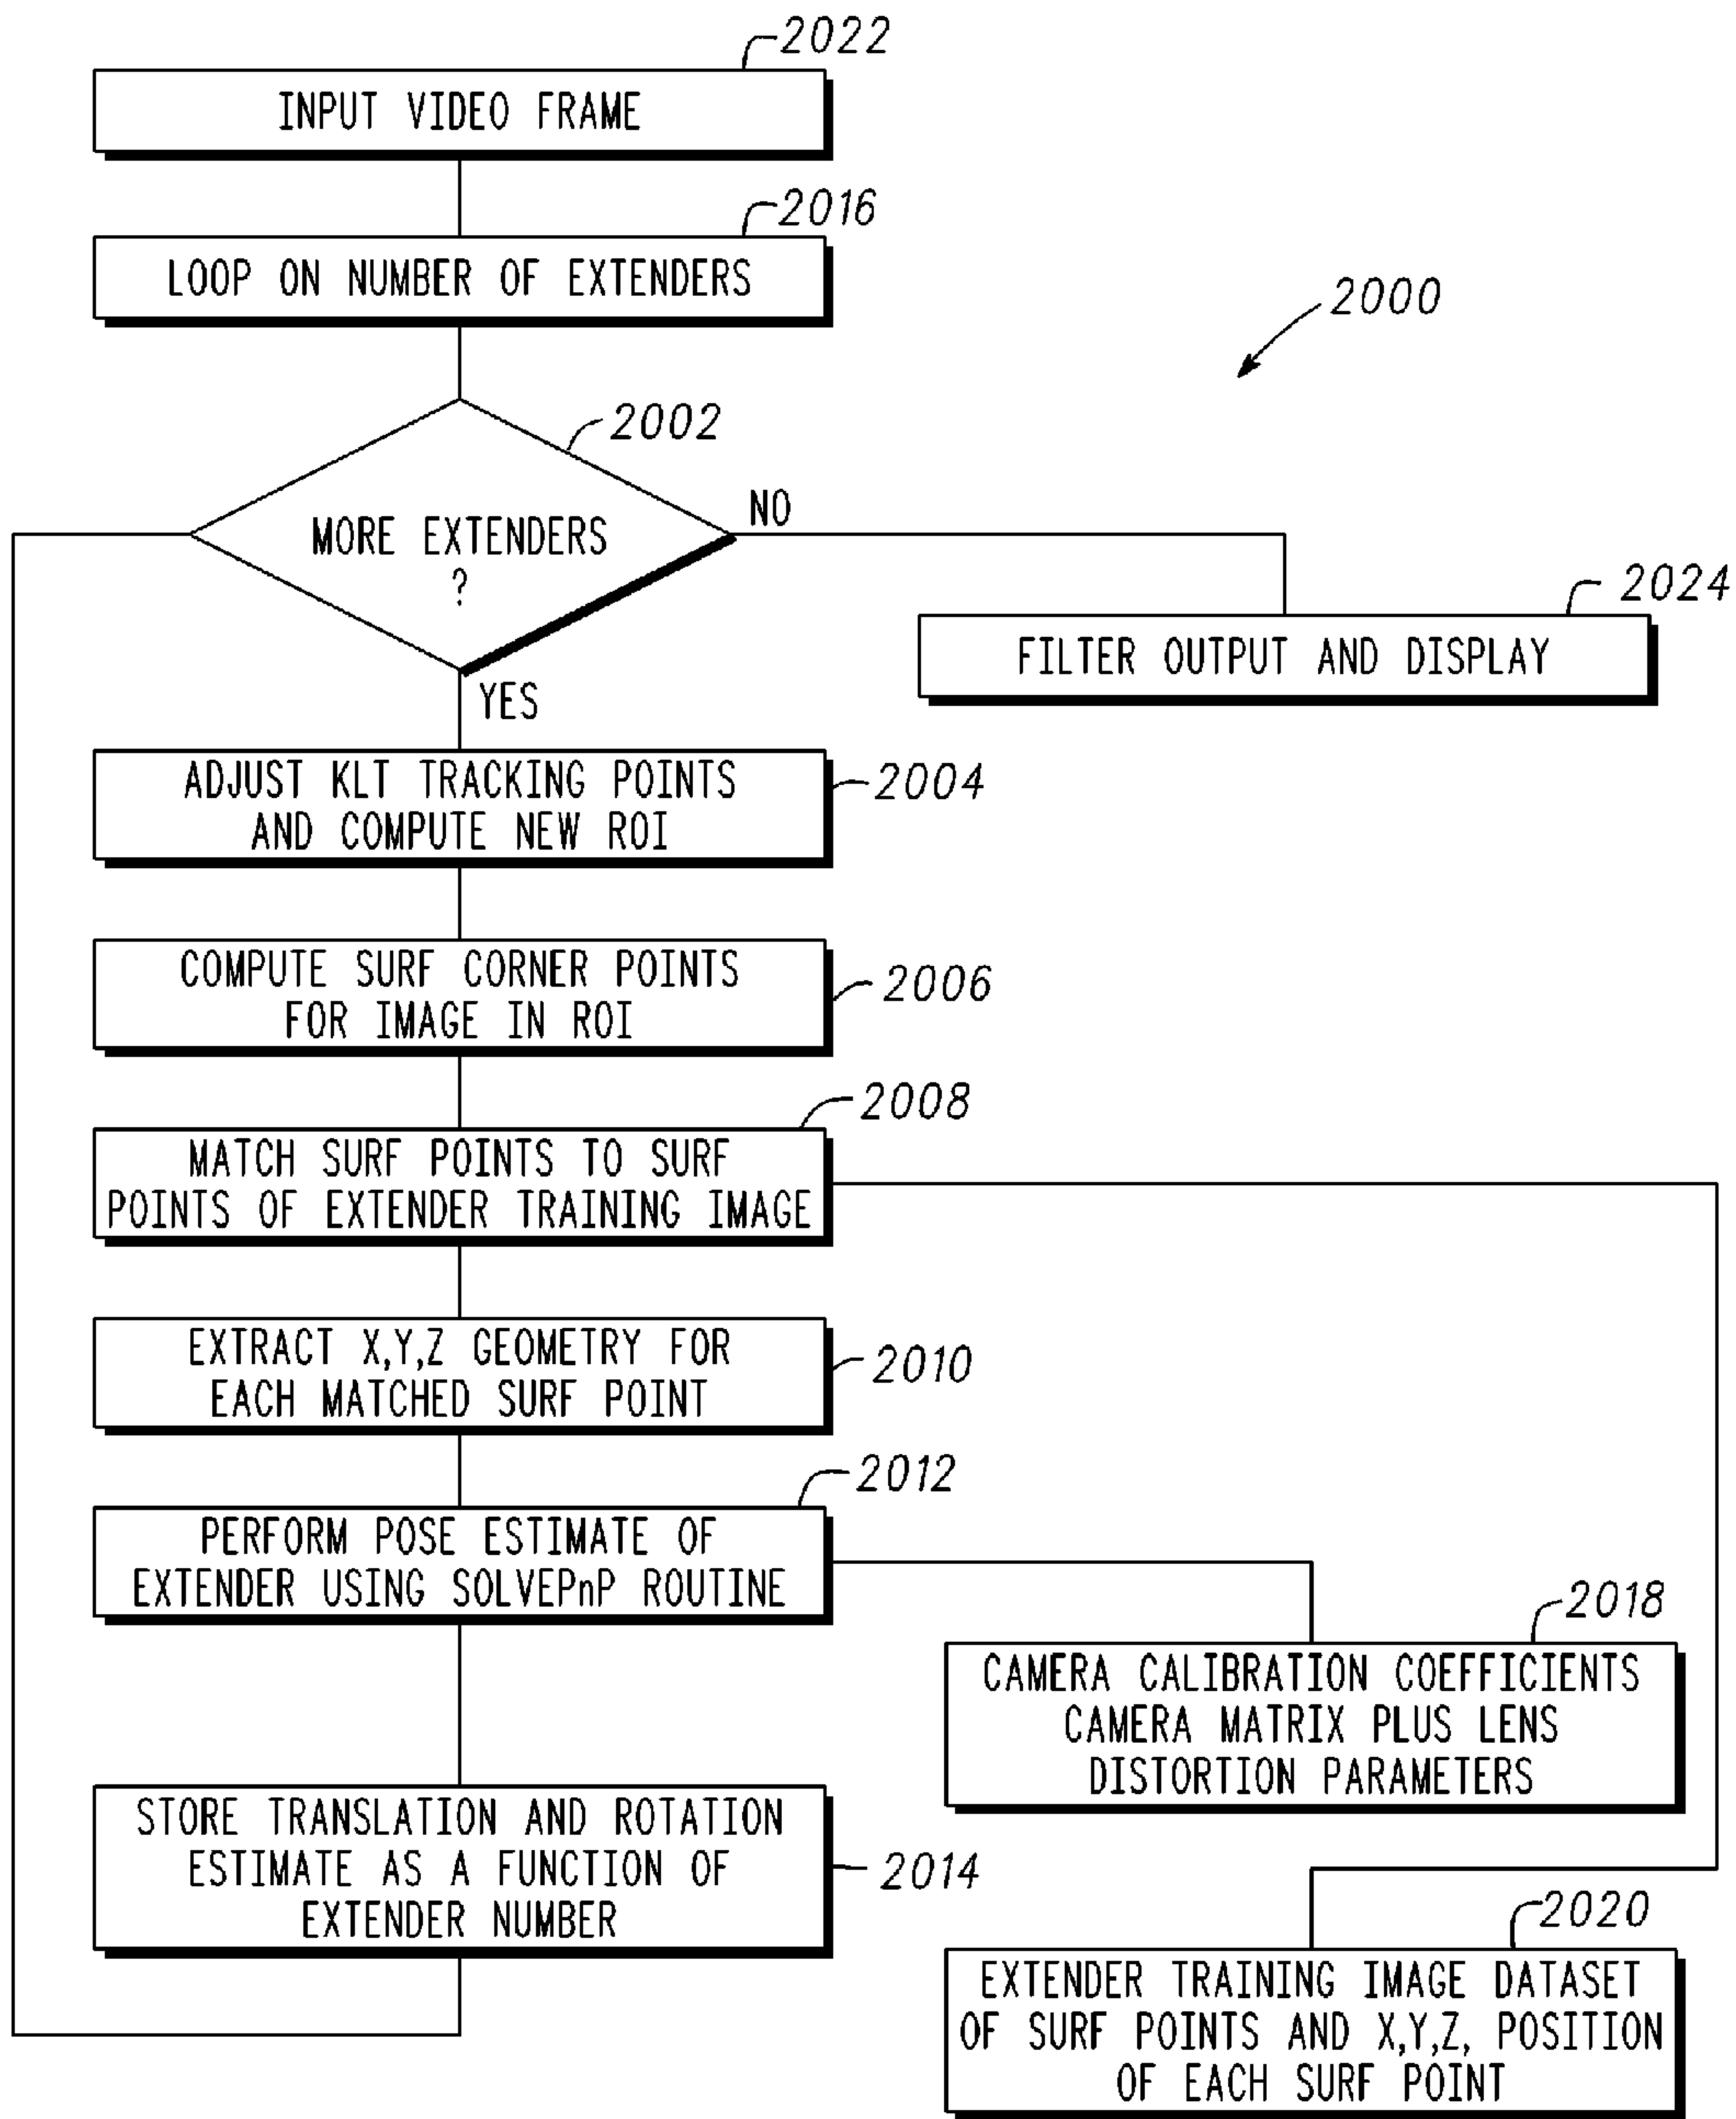 2022
INPUT VIDEO FRAME
2016
LOOP ON NUMBER OF EXTENDERS
2000
2002
MORE EXTENDERS
?
NO
YES
2024
FILTER OUTPUT AND DISPLAY
ADJUST KLT TRACKING POINTS
AND COMPUTE NEW ROI
2004
COMPUTE SURF CORNER POINTS
FOR IMAGE IN ROI
2006
2008
MATCH SURF POINTS TO SURF
POINTS OF EXTENDER TRAINING IMAGE
EXTRACT X,Y,Z GEOMETRY FOR
EACH MATCHED SURF POINT
2010
2012
PERFORM POSE ESTIMATE OF
EXTENDER USING SOLVEPnP ROUTINE
2018
CAMERA CALIBRATION COEFFICIENTS
CAMERA MATRIX PLUS LENS
DISTORTION PARAMETERS
STORE TRANSLATION AND ROTATION
ESTIMATE AS A FUNCTION OF
EXTENDER NUMBER
2014
2020
EXTENDER TRAINING IMAGE DATASET
OF SURF POINTS AND X,Y,Z, POSITION
OF EACH SURF POINT